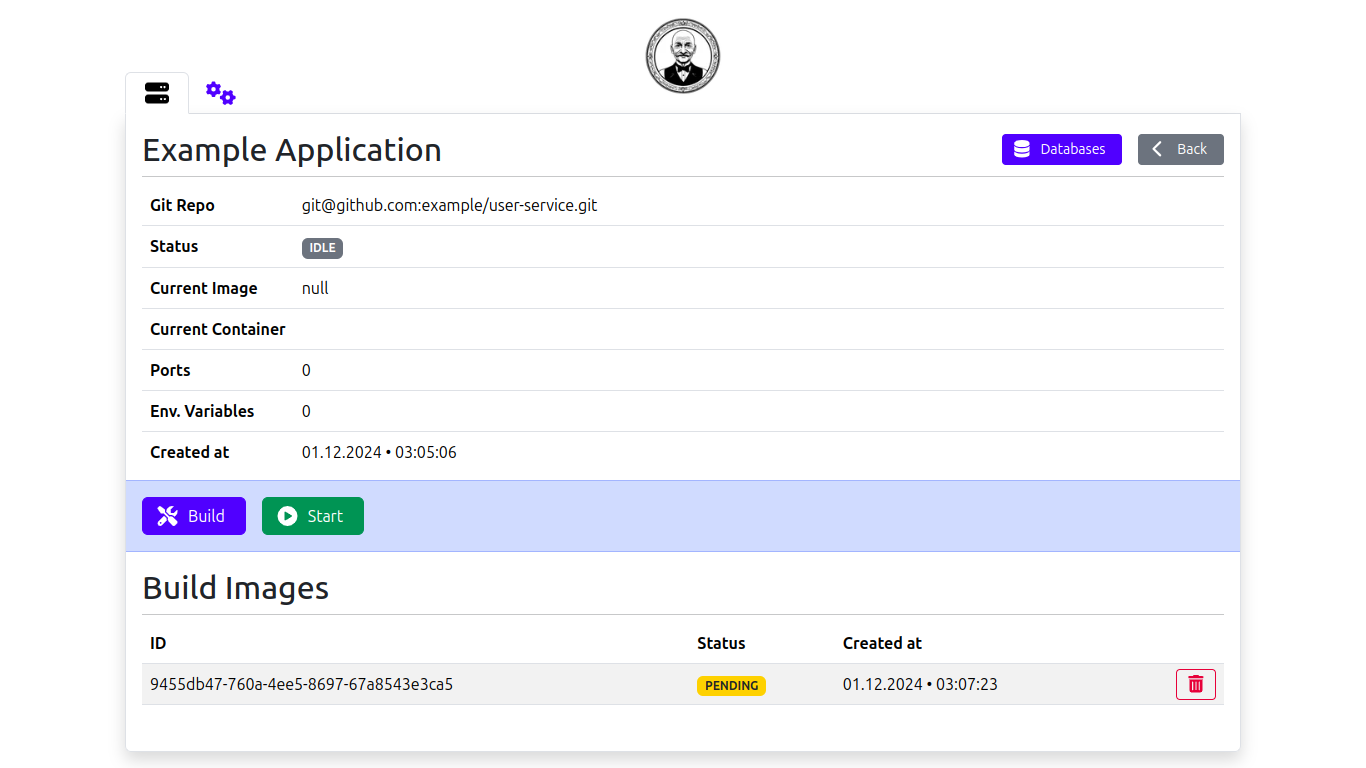 Example Application Databases Back
Git Repo git@github.com:example/user-service.git
Status IDLE
Current Image null
Current Container
Ports 0
Env. Variables 0
Created at 01.12.2024 • 03:05:06
Build Start
Build Images
ID Status Created at
9455db47-760a-4ee5-8697-67a8543e3ca5 PENDING 01.12.2024 • 03:07:23